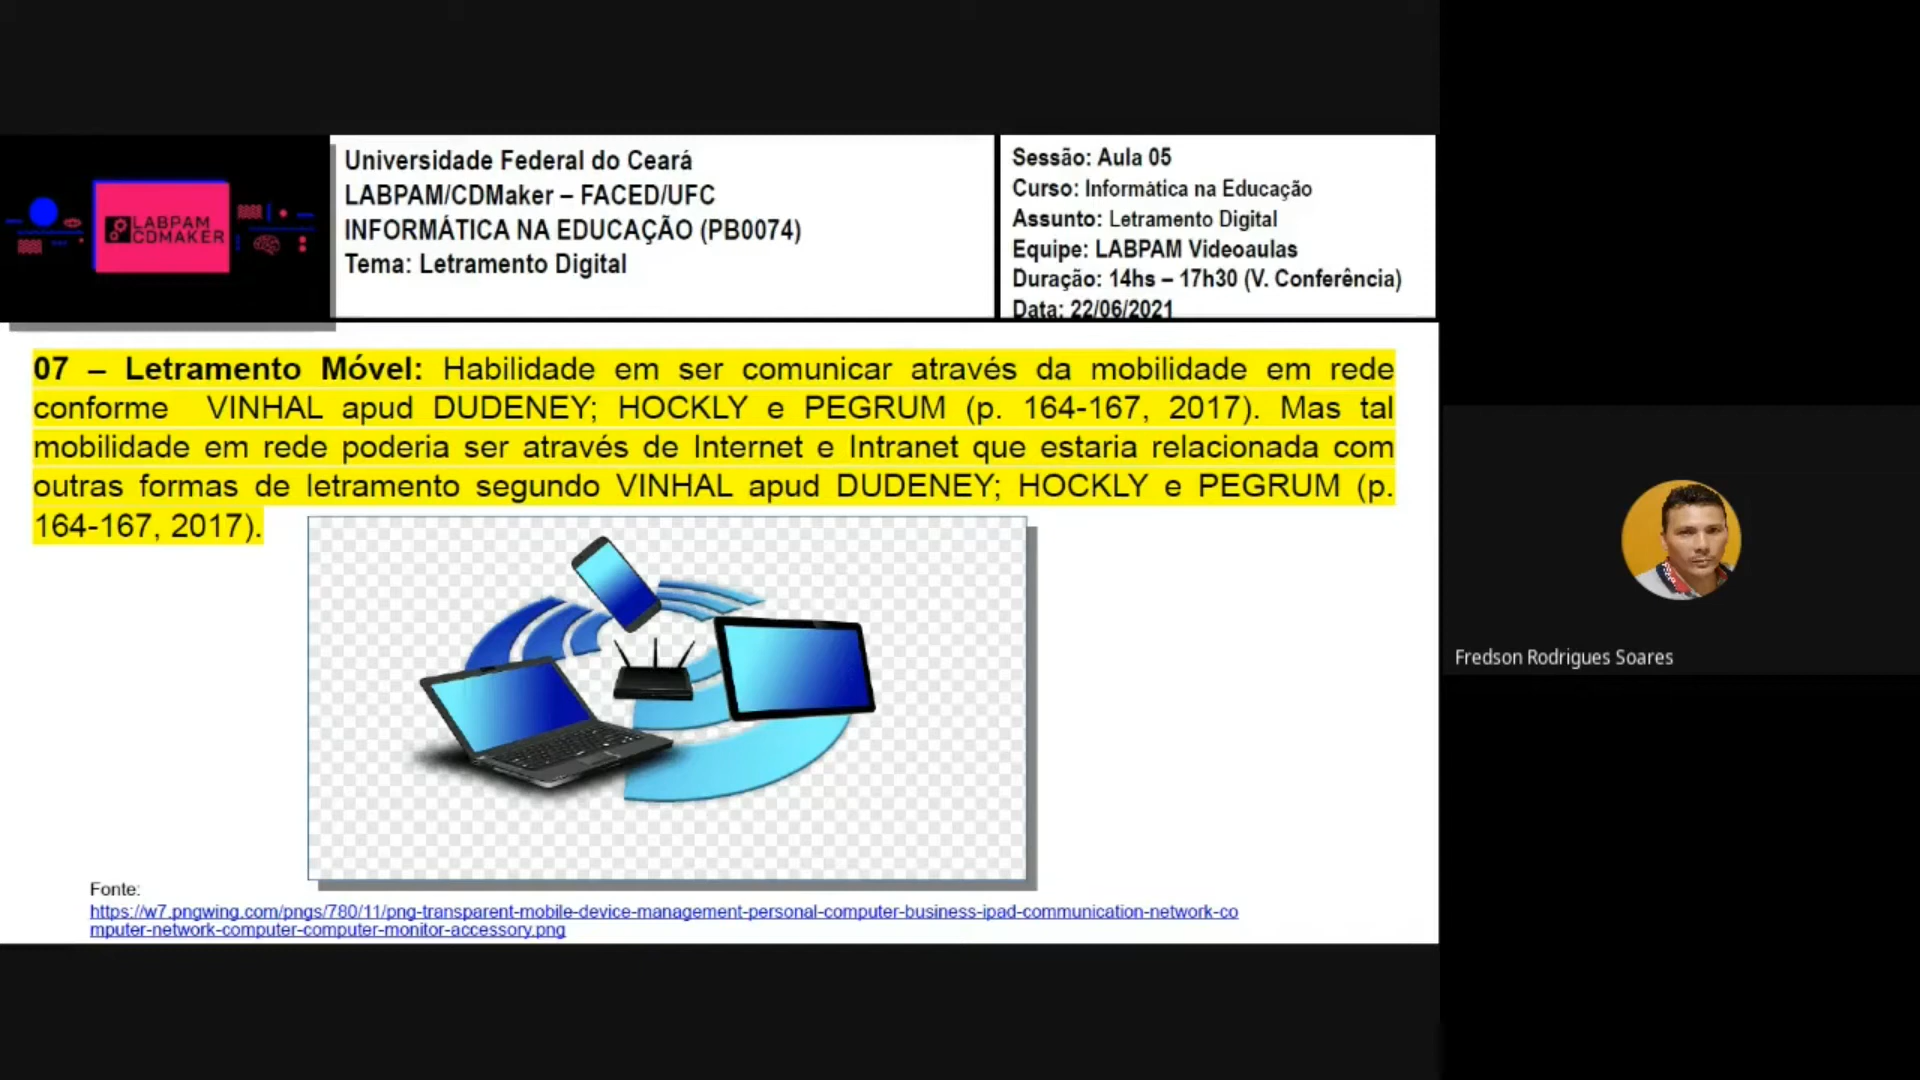 LABPAM
CDMAKER
Universidade Federal do Ceará
LABPAM/CDMaker – FACED/UFC
INFORMÁTICA NA EDUCAÇÃO (PB0074)
Tema: Letramento Digital
Sessão: Aula 05
Curso: Informática na Educação
Assunto: Letramento Digital
Equipe: LABPAM Videoaulas
Duração: 14hs – 17h30 (V. Conferência)
Data: 22/06/2021
07 – Letramento Móvel: Habilidade em ser comunicar através da mobilidade em rede
conforme VINHAL apud DUDENEY; HOCKLY e PEGRUM (p. 164-167, 2017). Mas tal
mobilidade em rede poderia ser através de Internet e Intranet que estaria relacionada com
outras formas de letramento segundo VINHAL apud DUDENEY; HOCKLY e PEGRUM (p.
164-167, 2017).
Fonte:
https://w7.pngwing.com/pngs/780/11/png-transparent-mobile-device-management-personal-computer-business-ipad-communication-network-co
mputer-network-computer-computer-monitor-accessory.png
Fredson Rodrigues Soares